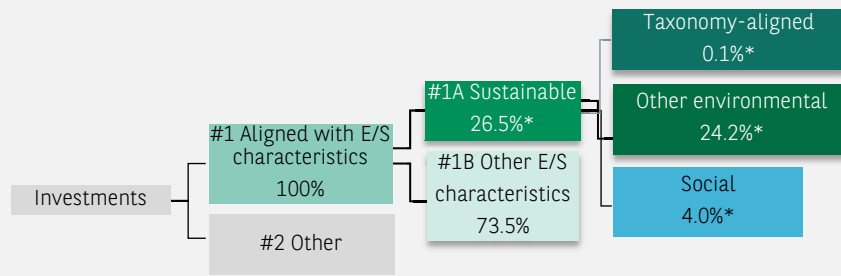 Investments
#1 Aligned with E/S
characteristics
100%
#2 Other
#1A Sustainable
26.5%*
#1B Other E/S
characteristics
73.5%
Taxonomy-aligned
0.1%*
Other environmental
24.2%*
Social
4.0%*